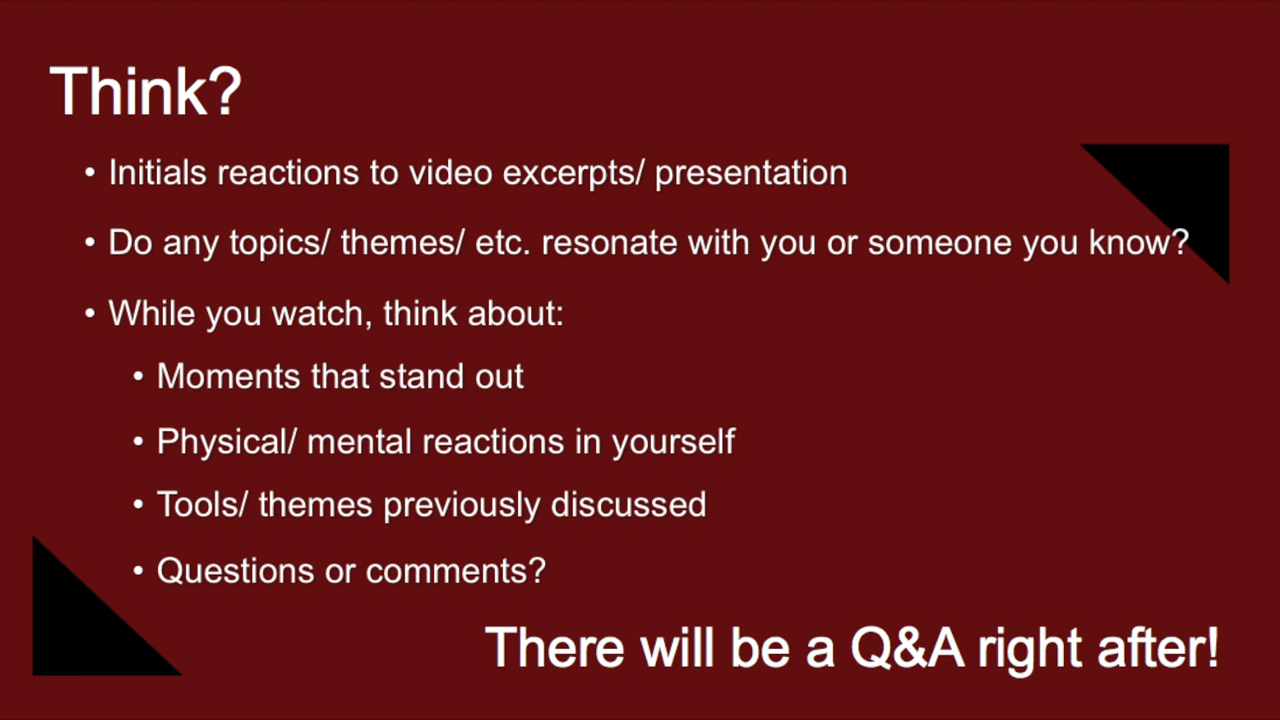 Think?
• Initials reactions to video excerpts/ presentation
• Do any topics/ themes/ etc. resonate with you or someone you know?
• While you watch, think about:
• Moments that stand out
• Physical/ mental reactions in yourself
• Tools/ themes previously discussed
• Questions or comments?
There will be a Q&A right after!